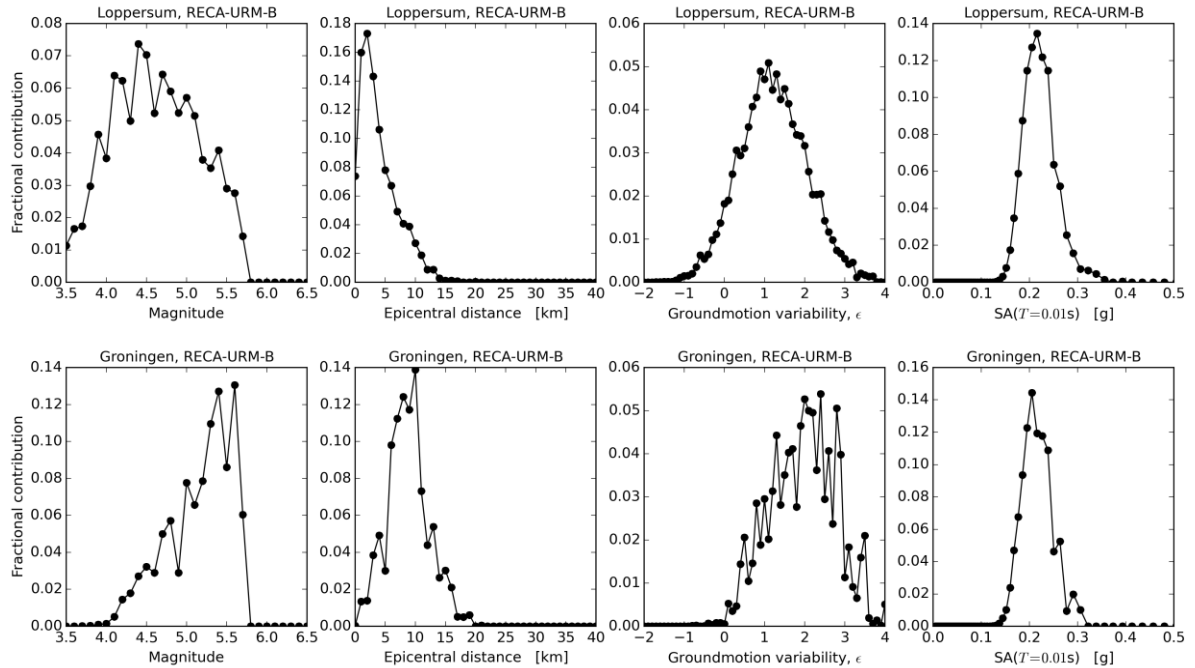 Loppersum, RECA-URM-B
Fractional contribution
0.08
0.07
0.06
0.05
0.04
0.03
0.02
0.01
0.00
3.5 4.0 4.5 5.0 5.5 6.0 6.5
Magnitude
Loppersum, RECA-URM-B
0.18
0.16
0.14
0.12
0.10
0.08
0.06
0.04
0.02
0.00
0 5 10 15 20 25 30 35 40
Epicentral distance [km]
Loppersum, RECA-URM-B
0.06
0.05
0.04
0.03
0.02
0.01
0.00
−2 −1 0 1 2 3 4
Groundmotion variability, ϵ
Loppersum, RECA-URM-B
0.14
0.12
0.10
0.08
0.06
0.04
0.02
0.00
0.0 0.1 0.2 0.3 0.4 0.5
SA(T=0.01s) [g]
Groningen, RECA-URM-B
Fractional contribution
0.14
0.12
0.10
0.08
0.06
0.04
0.02
0.00
3.5 4.0 4.5 5.0 5.5 6.0 6.5
Magnitude
Groningen, RECA-URM-B
0.14
0.12
0.10
0.08
0.06
0.04
0.02
0.00
0 5 10 15 20 25 30 35 40
Epicentral distance [km]
Groningen, RECA-URM-B
0.06
0.05
0.04
0.03
0.02
0.01
0.00
−2 −1 0 1 2 3 4
Groundmotion variability, ϵ
Groningen, RECA-URM-B
0.16
0.14
0.12
0.10
0.08
0.06
0.04
0.02
0.00
0.0 0.1 0.2 0.3 0.4 0.5
SA(T=0.01s) [g]